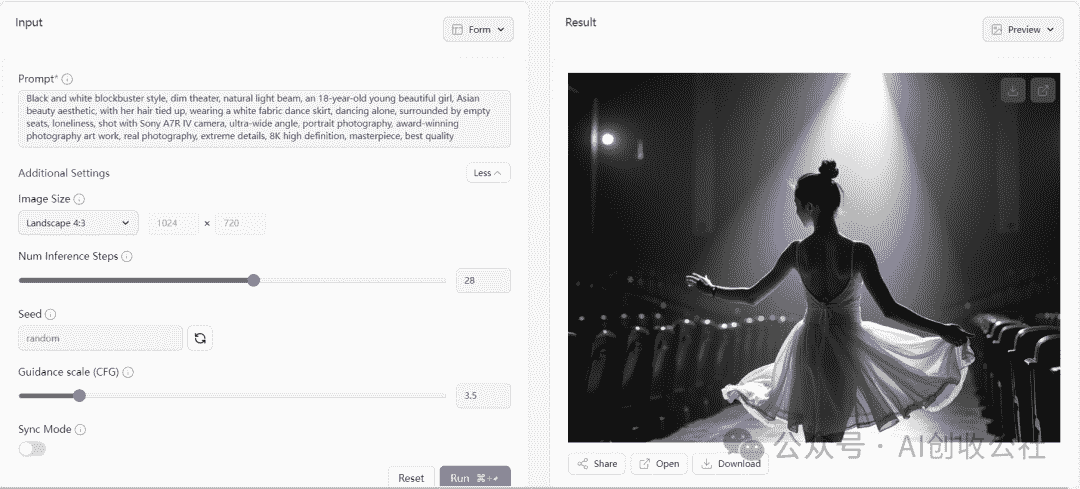 Input
Form
Prompt*
Black and white blockbuster style, dim theater, natural light beam, an 18-year-old young beautiful girl, Asian
beauty aesthetic, with her hair tied up, wearing a white fabric dance skirt, dancing alone, surrounded by empty
seats, loneliness, shot with Sony A7R IV camera, ultra-wide angle, portrait photography, award-winning
photography art work, real photography, extreme details, 8K high definition, masterpiece, best quality
Additional Settings
Less
Image Size
Landscape 4:3
1024 × 720
Num Inference Steps
28
Seed
random
Guidance scale (CFG)
3.5
Sync Mode
Reset
Run ⌘+↵
Result
Preview
公众号 · AI创收公社
Share
Open
Download